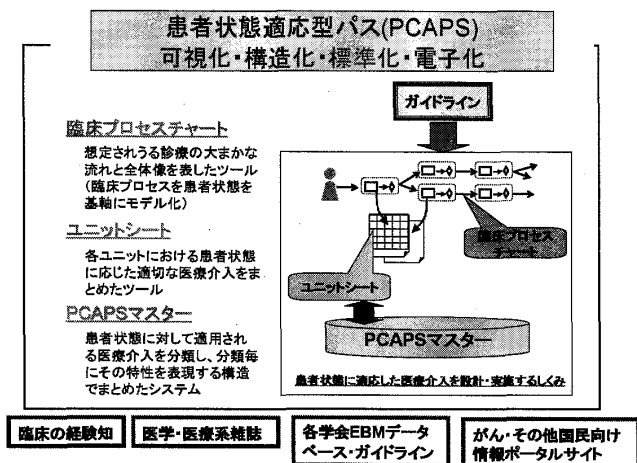 患者状態適応型パス(PCAPS)
可視化・構造化・標準化・電子化
ガイドライン
臨床プロセスチャート
想定されうる診療の大まかな
流れと全体像を表したツール
(臨床プロセスを患者状態を
基軸にモデル化)
ユニットシート
各ユニットにおける患者状態
に応じた適切な医療介入をま
とめたツール
PCAPSマスター
患者状態に対して適用され
る医療介入を分類し、分類毎
にその特性を表現する構造
でまとめたシステム
臨床プロセス
チャート
ユニットシート
PCAPSマスター
患者状態に適応した医療介入を設計・実施するしくみ
臨床の経験知
医学・医療系雑誌
各学会EBMデータ
ベース・ガイドライン
がん・その他国民向け
情報ポータルサイト